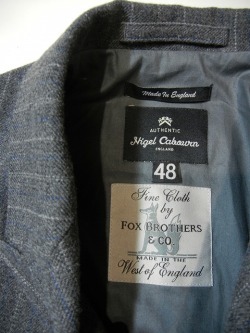 Made In England
AUTHENTIC
Nigel Cabourn
ENGLAND
48
Fine Cloth
by
FOX BROTHERS
& CO.
MADE IN THE
West of England